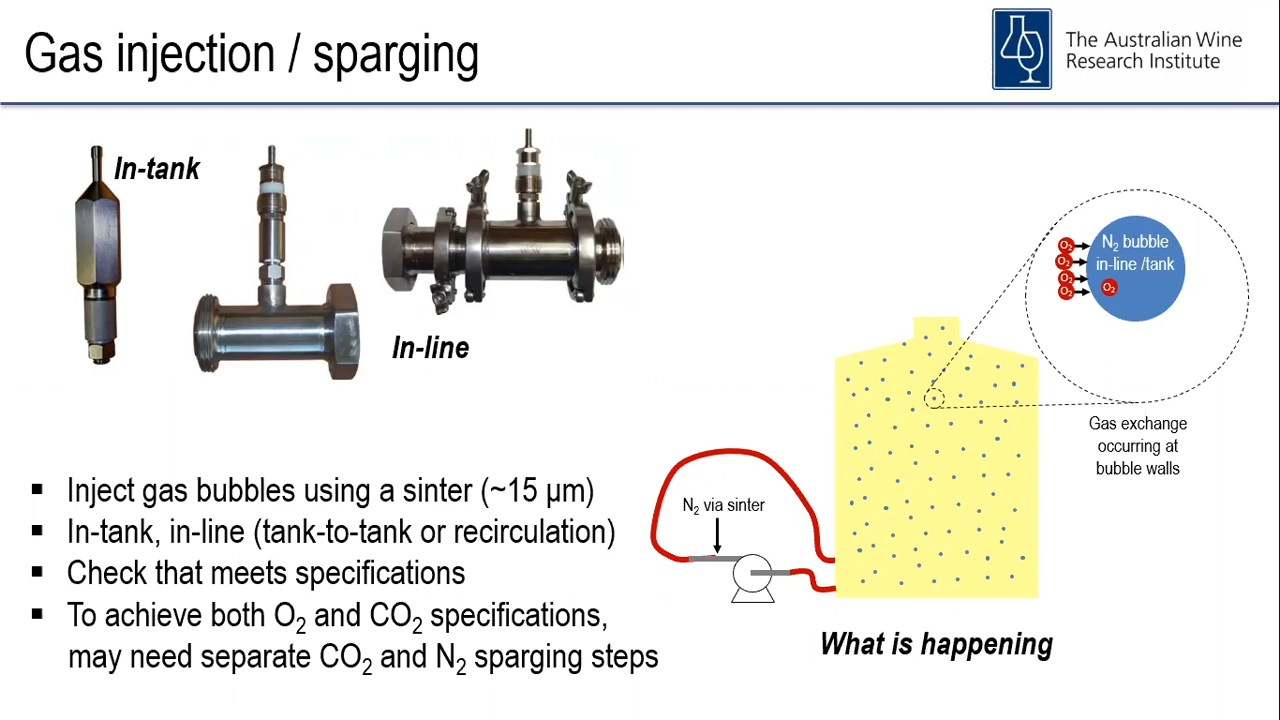 Gas injection / sparging
The Australian Wine
Research Institute
In-tank
In-line
O₂
O₂
O₂
O₂
N₂ bubble
in-line /tank
O₂
Gas exchange
occurring at
bubble walls
N₂ via sinter
What is happening
▪ Inject gas bubbles using a sinter (~15 µm)
▪ In-tank, in-line (tank-to-tank or recirculation)
▪ Check that meets specifications
▪ To achieve both O₂ and CO₂ specifications,
may need separate CO₂ and N₂ sparging steps